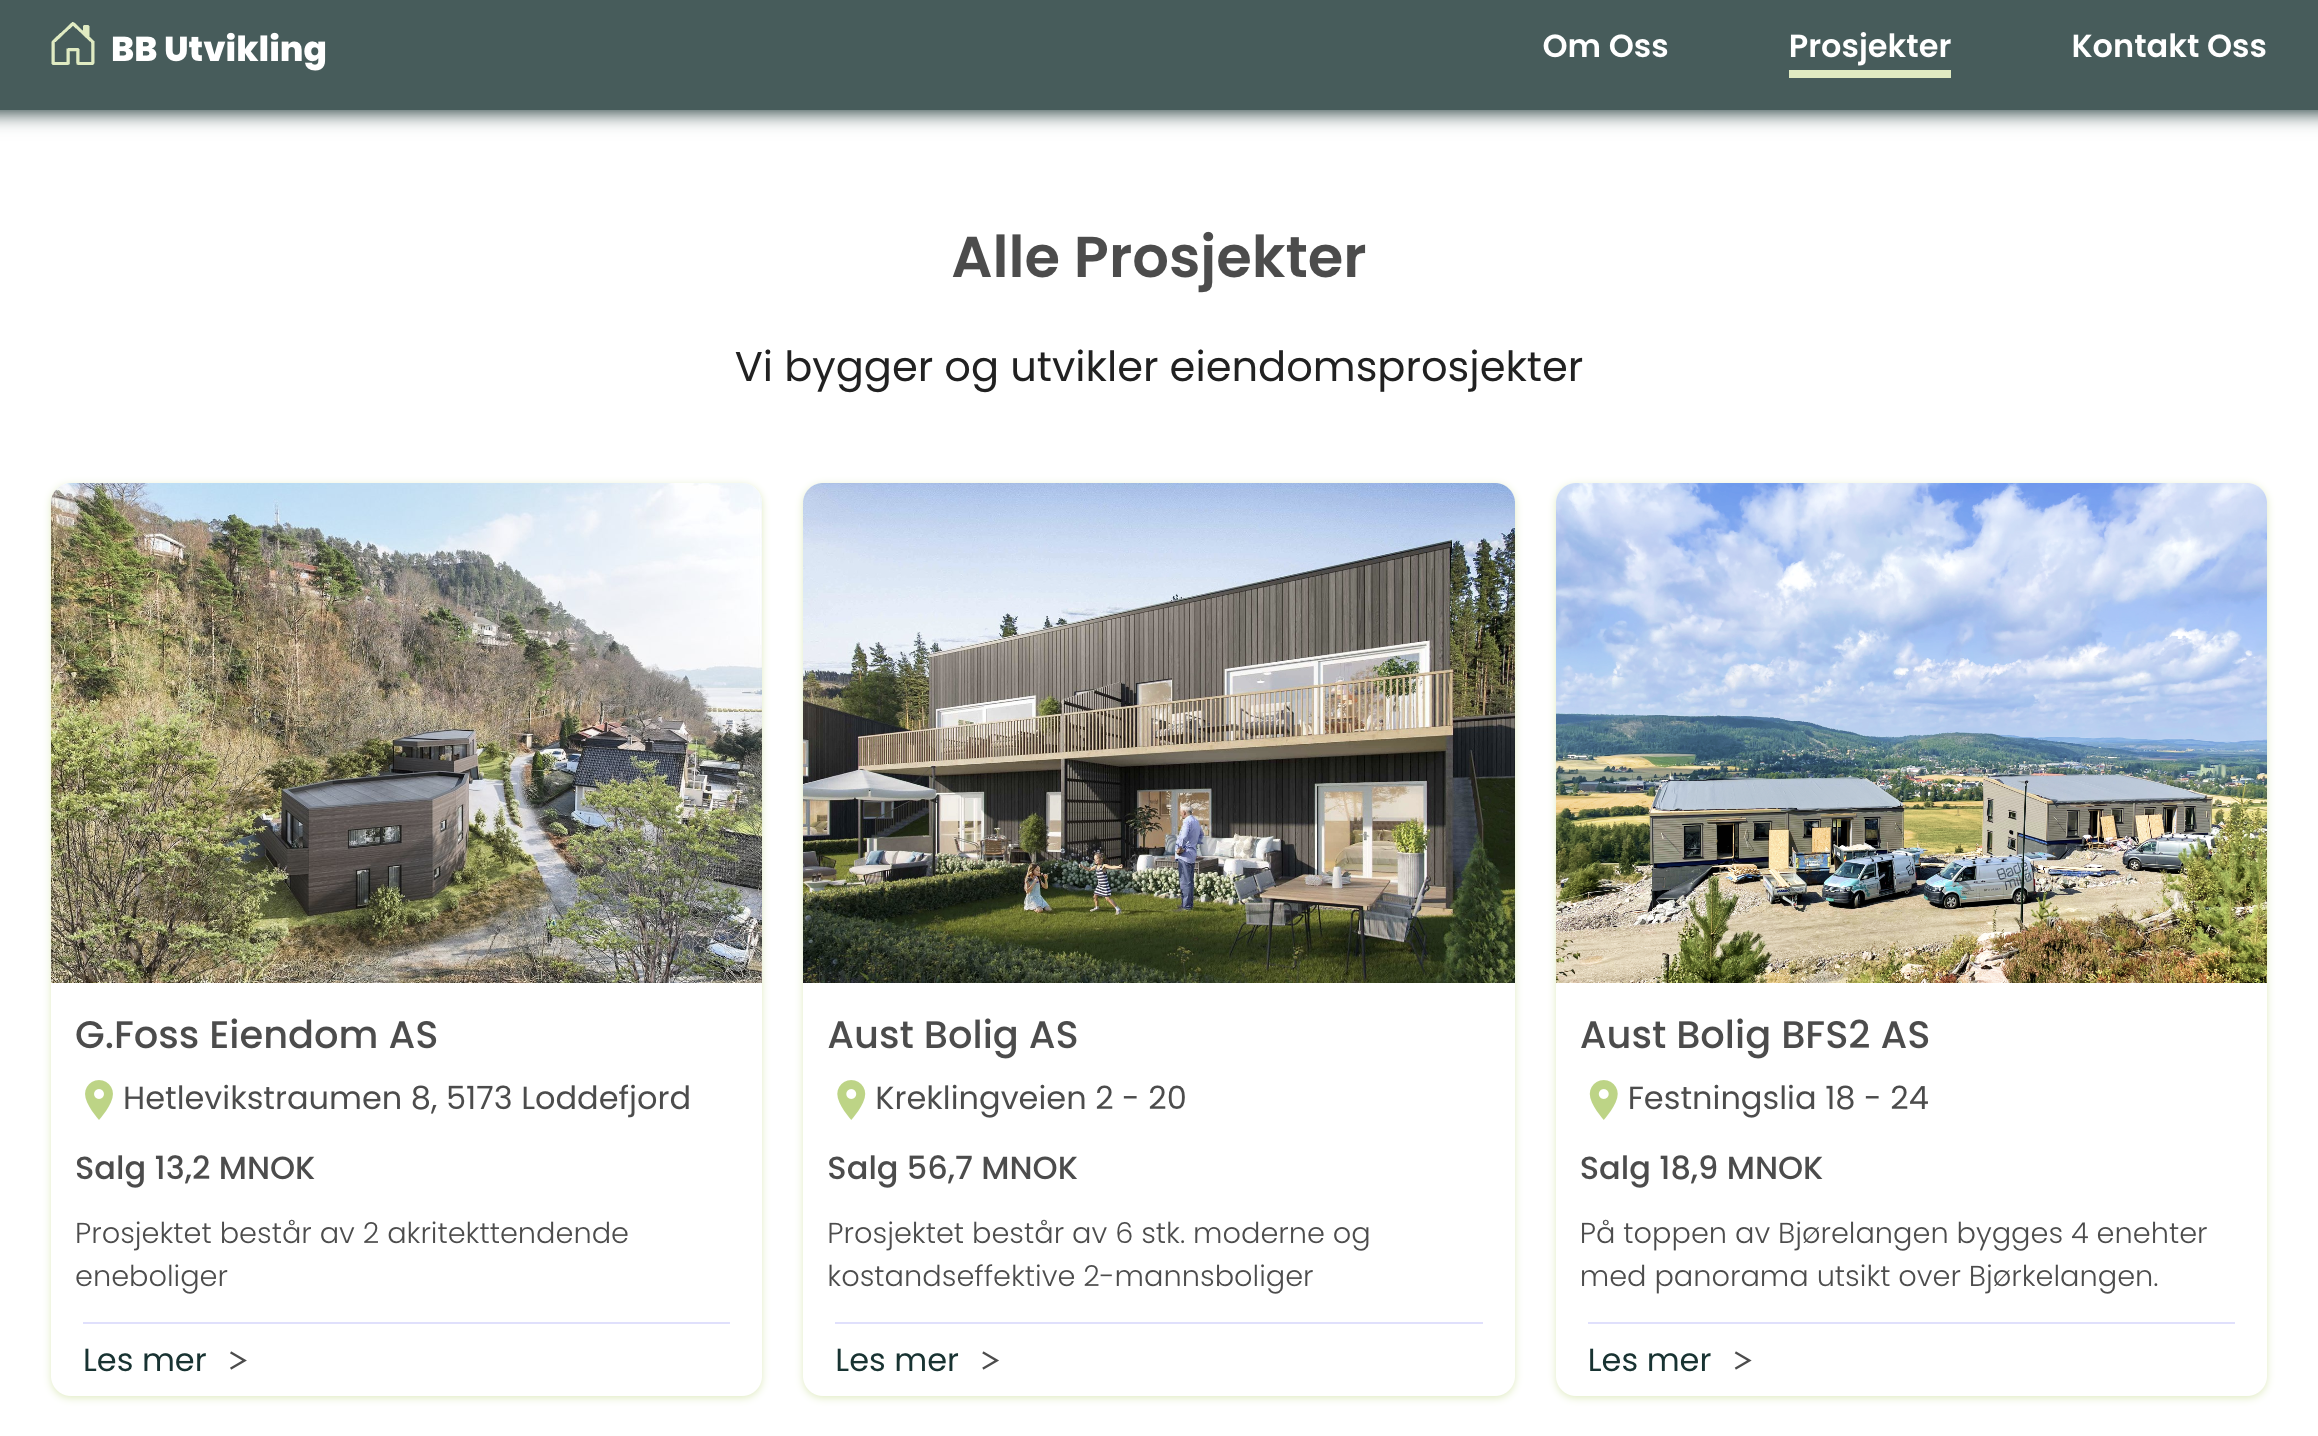 BB Utvikling
Om Oss
Prosjekter
Kontakt Oss
Alle Prosjekter
Vi bygger og utvikler eiendomsprosjekter
G.Foss Eiendom AS
Hetlevikstraumen 8, 5173 Loddefjord
Salg 13,2 MNOK
Prosjektet består av 2 akritekttendende
eneboliger
Les mer >
Aust Bolig AS
Kreklingveien 2 - 20
Salg 56,7 MNOK
Prosjektet består av 6 stk. moderne og
kostandseffektive 2-mannsboliger
Les mer >
Aust Bolig BFS2 AS
Festningslia 18 - 24
Salg 18,9 MNOK
På toppen av Bjørelangen bygges 4 enehter
med panorama utsikt over Bjørkelangen.
Les mer >